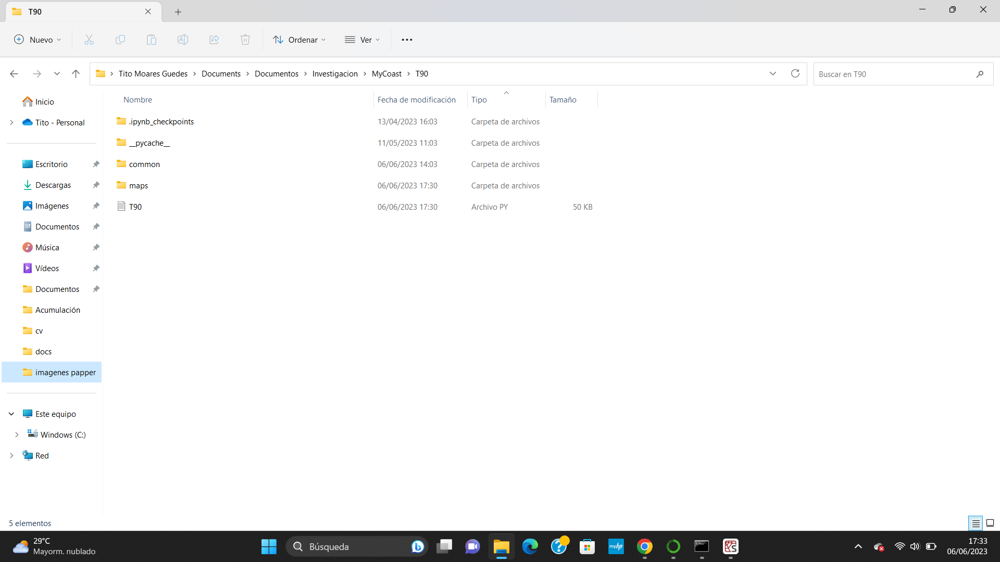 T90
Nuevo
Ordenar
Ver
Tito Moares Guedes > Documents > Documentos > Investigacion > MyCoast > T90
Buscar en T90
Nombre Fecha de modificación Tipo Tamaño
.ipynb_checkpoints 13/04/2023 16:03 Carpeta de archivos
__pycache__ 11/05/2023 11:03 Carpeta de archivos
common 06/06/2023 14:03 Carpeta de archivos
maps 06/06/2023 17:30 Carpeta de archivos
T90 06/06/2023 17:30 Archivo PY 50 KB
Inicio
Tito - Personal
Escritorio
Descargas
Imágenes
Documentos
Música
Vídeos
Documentos
Acumulación
cv
docs
imagenes papper
Este equipo
Windows (C:)
Red
5 elementos
29°C
Mayorm. nublado
Búsqueda
myhp
17:33
06/06/2023